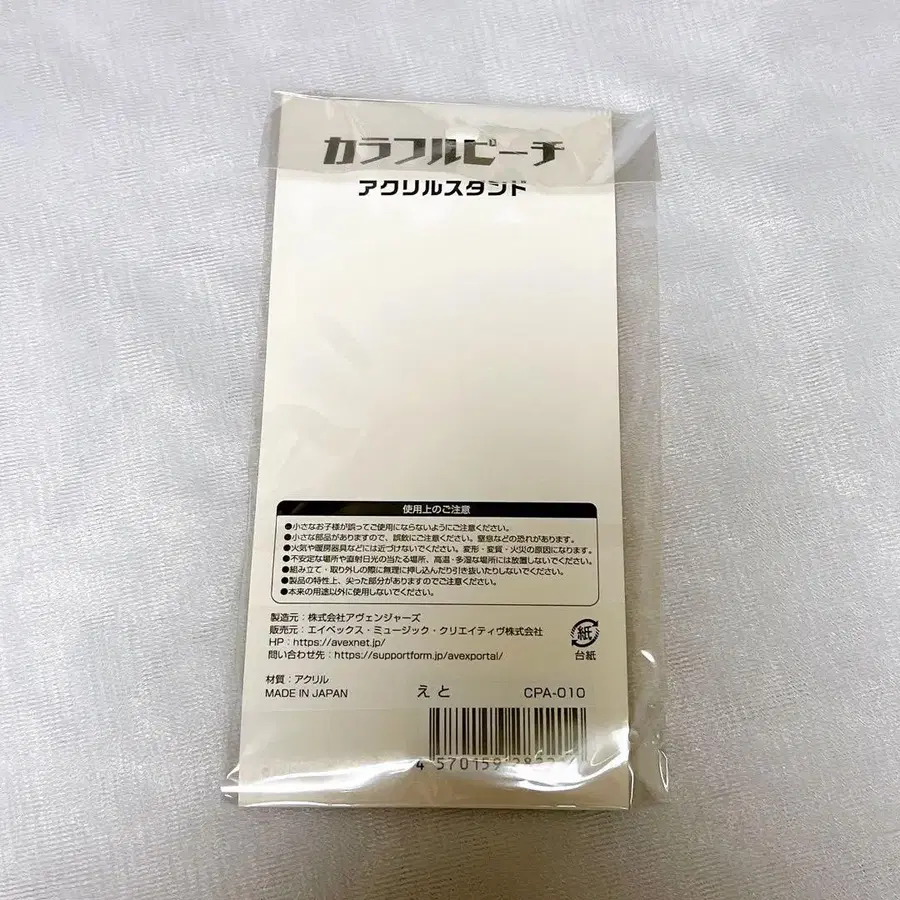 カラフルピーチ
アクリルスタンド
使用上のご注意
●小さなお子様が誤ってご使用にならないようにご注意ください。
●小さな部品がありますので、誤飲にご注意ください。窒息などの恐れがあります。
●火気や暖房器具などには近づけないでください。変形・変質・火災の原因になります。
●不安定な場所や直射日光の当たる場所、高温・多湿な場所には放置しないでください。
●組み立て・取り外しの際に無理に押し込んだり引き抜いたりしないでください。
●製品の特性上、尖った部分がありますのでご注意ください。
●本来の用途以外に使用しないでください。
製造元：株式会社アヴェンジャーズ
販売元：エイベックス・ミュージック・クリエイティヴ株式会社
HP：https://avexnet.jp/
問い合わせ先：https://supportform.jp/avexportal/
紙
台紙
材質：アクリル
MADE IN JAPAN
えと
CPA-010
4 570159